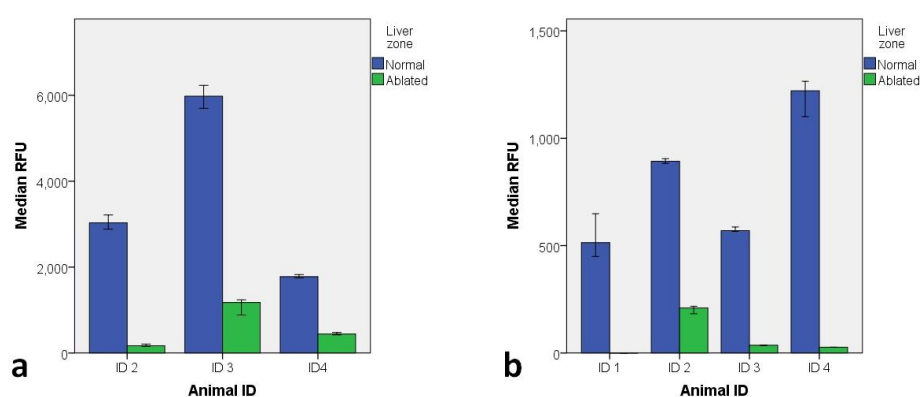 Liver
zone
Normal
Ablated
Median RFU
6,000
4,000
2,000
0
ID 2
ID 3
ID4
Animal ID
a
Liver
zone
Normal
Ablated
Median RFU
1,500
1,000
500
0
ID 1
ID 2
ID 3
ID 4
Animal ID
b